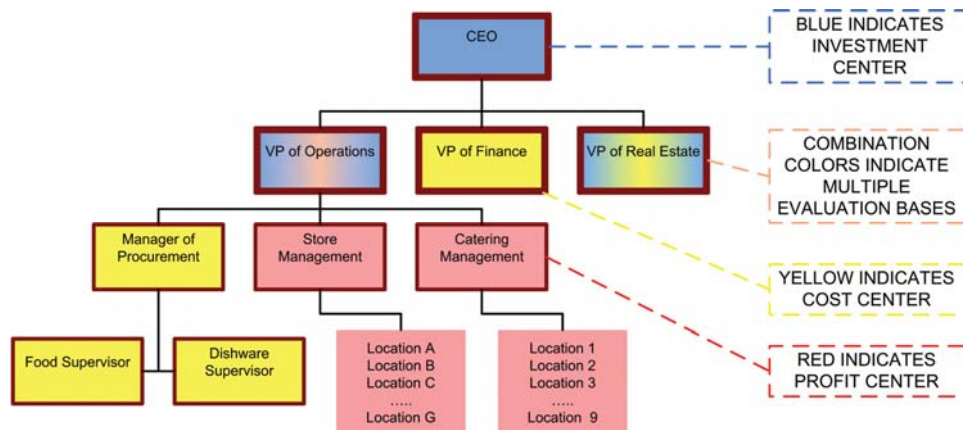 CEO
BLUE INDICATES
INVESTMENT
CENTER
VP of Operations
VP of Finance
VP of Real Estate
COMBINATION
COLORS INDICATE
MULTIPLE
EVALUATION BASES
Manager of
Procurement
Store
Management
Catering
Management
YELLOW INDICATES
COST CENTER
Food Supervisor
Dishware
Supervisor
Location A
Location B
Location C
.....
Location G
Location 1
Location 2
Location 3
.....
Location 9
RED INDICATES
PROFIT CENTER